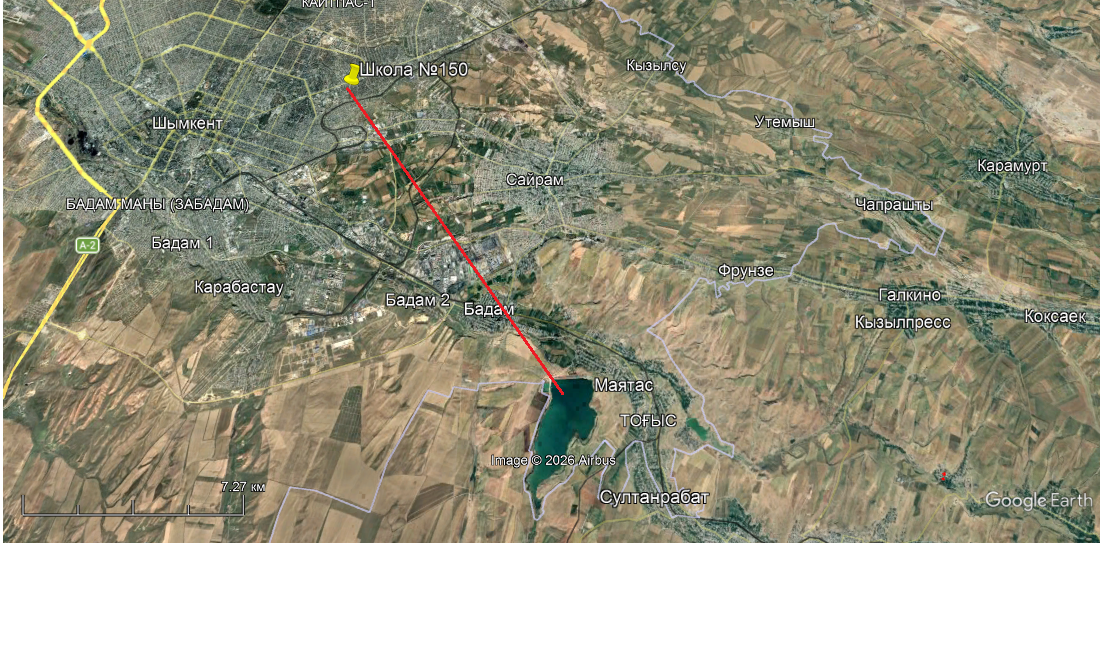 КАЙТПАС-1
Школа №150
Кызылсу
Шымкент
Утемыш
Карамурт
Сайрам
БАДАМ МАҢЫ (ЗАБАДАМ)
Чапрашты
A-2
Бадам 1
Фрунзе
Карабастау
Бадам 2
Бадам
Галкино
Коксаек
Кызылпресс
Маятас
ТОҒЫС
Image © 2026 Airbus
7.27 км
Султанрабат
Google Earth